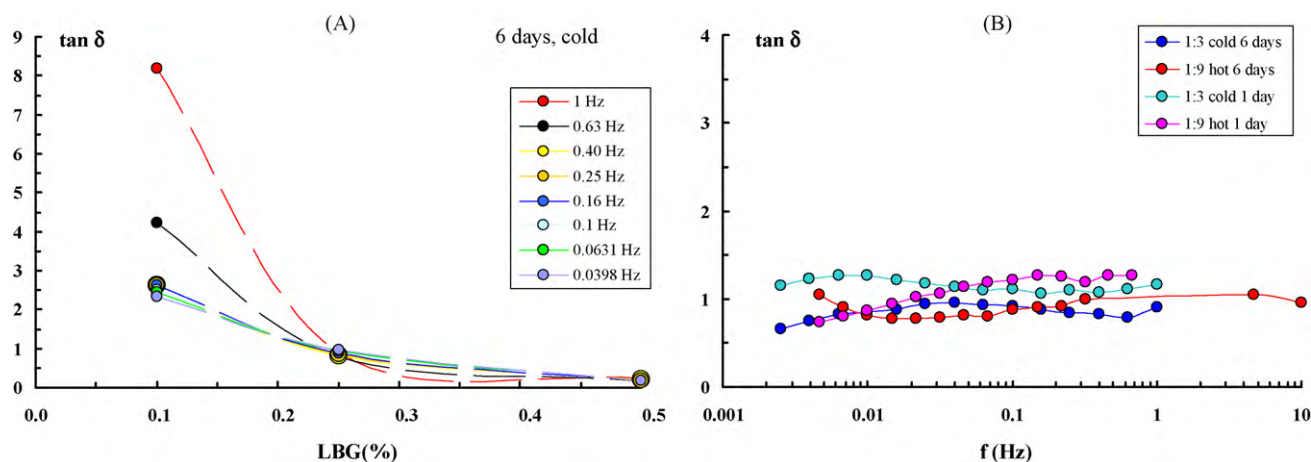 (A)
tan δ
6 days, cold
9
8
7
6
5
4
3
2
1
0
1 Hz
0.63 Hz
0.40 Hz
0.25 Hz
0.16 Hz
0.1 Hz
0.0631 Hz
0.0398 Hz
0.0 0.1 0.2 0.3 0.4 0.5
LBG(%)
(B)
tan δ
4
3
2
1
0
1:3 cold 6 days
1:9 hot 6 days
1:3 cold 1 day
1:9 hot 1 day
0.001 0.01 0.1 1 10
f (Hz)